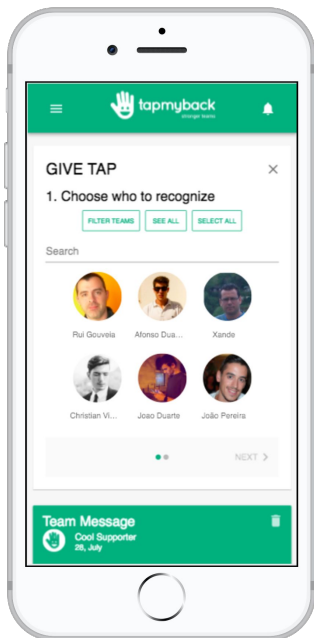 tapmyback
stronger teams
GIVE TAP
1. Choose who to recognize
FILTER TEAMS SEE ALL SELECT ALL
Search
Rui Gouveia Afonso Dua... Xande
Christian Vi... Joao Duarte João Pereira
NEXT
Team Message
Cool Supporter
28, July